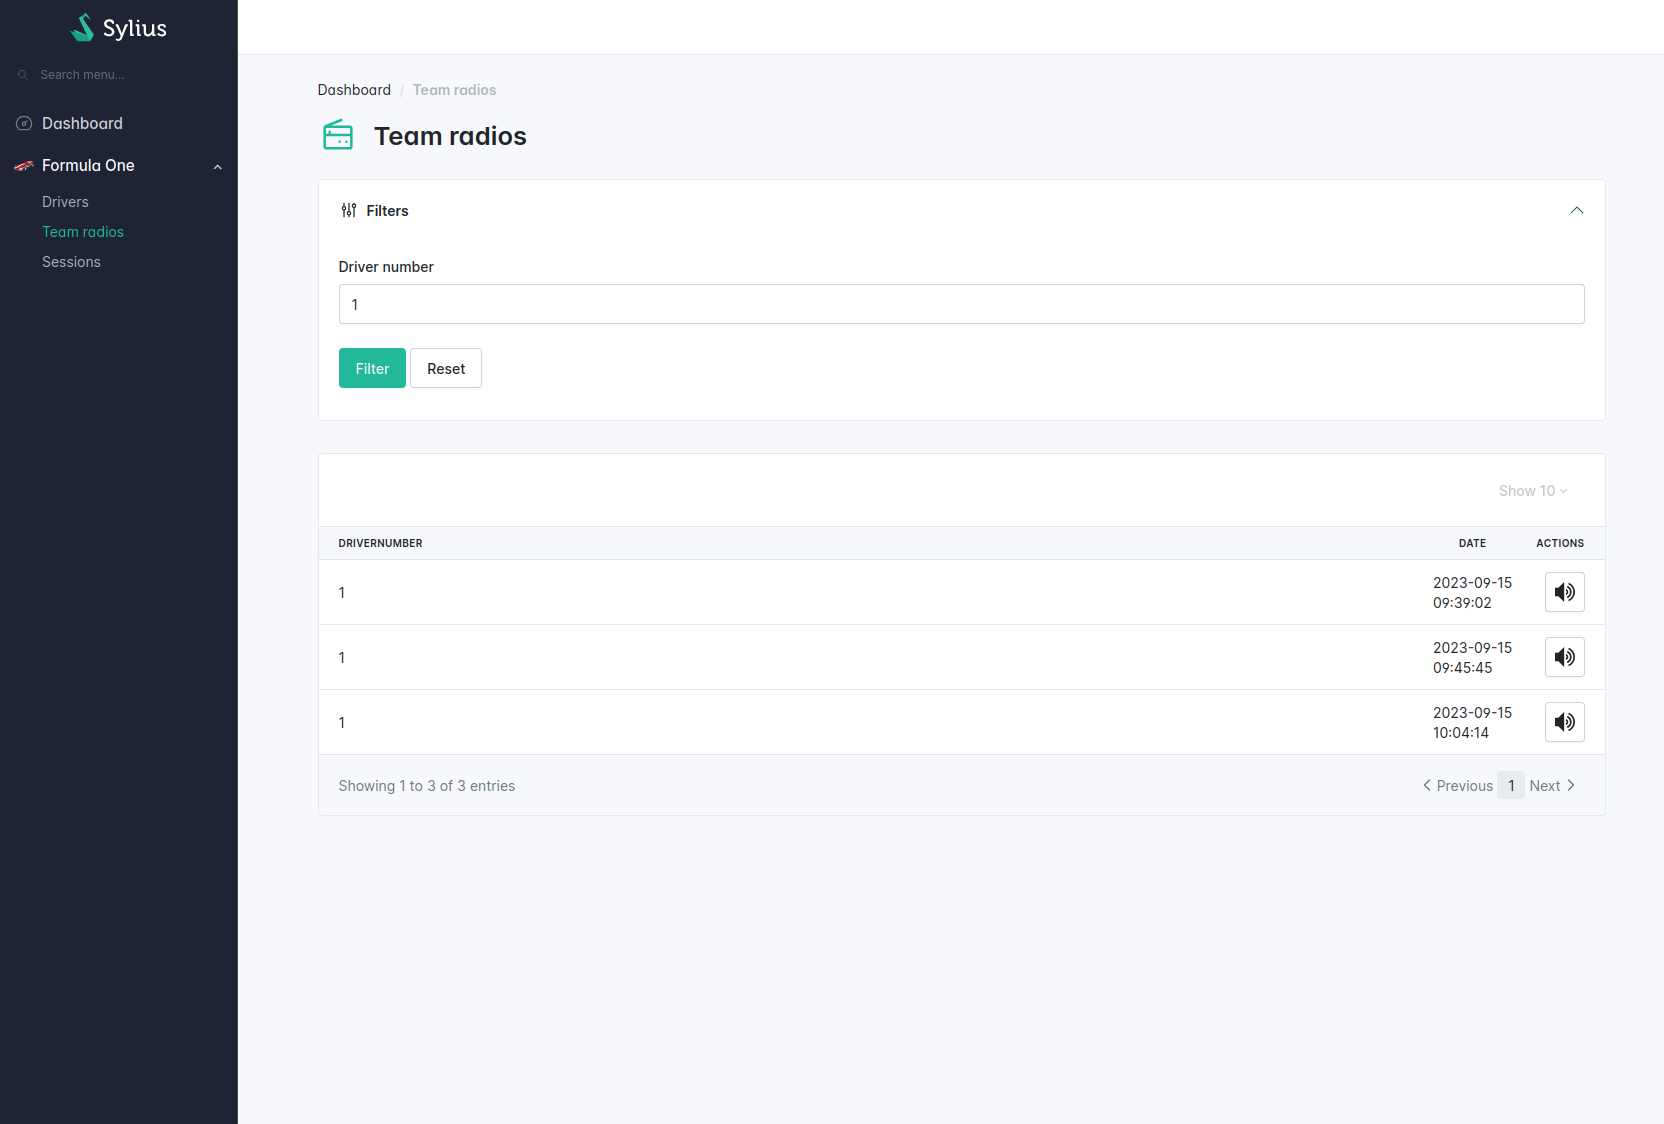 Sylius
Search menu...
Dashboard
Formula One
Drivers
Team radios
Sessions
Dashboard / Team radios
Team radios
Filters
Driver number
1
Filter Reset
Show 10
DRIVERNUMBER DATE ACTIONS
1 2023-09-15
09:39:02
1 2023-09-15
09:45:45
1 2023-09-15
10:04:14
Showing 1 to 3 of 3 entries Previous 1 Next